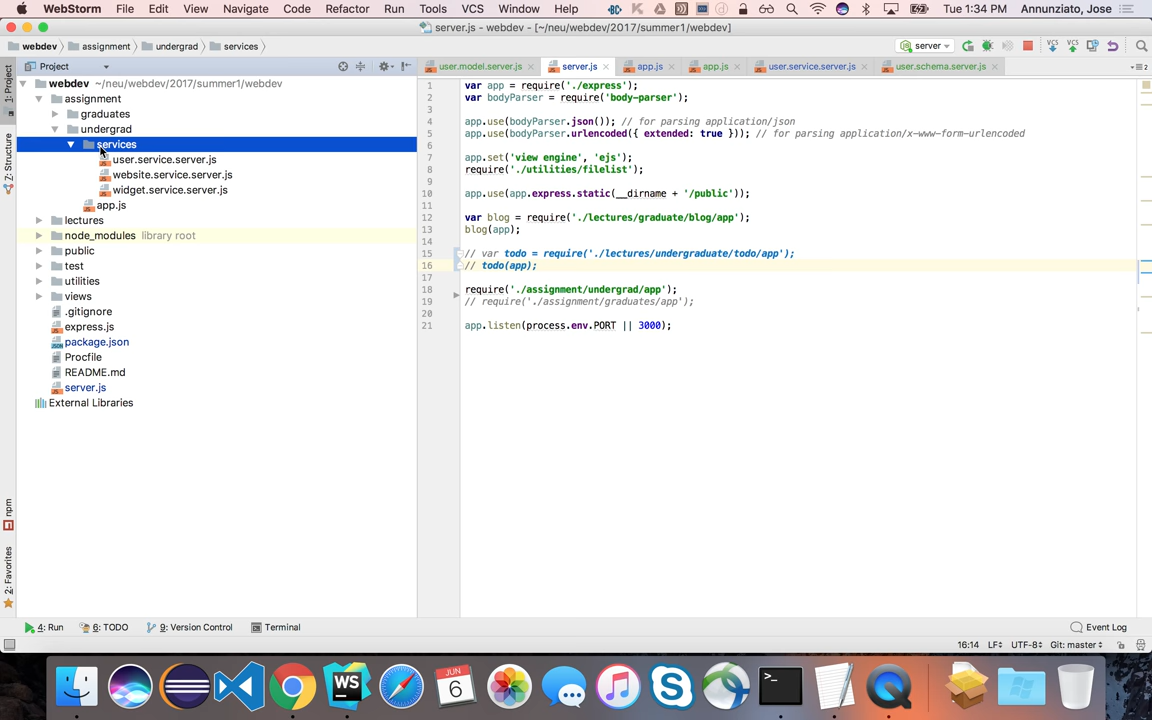 WebStorm File Edit View Navigate Code Refactor Run Tools VCS Window Help Tue 1:34 PM Annunziato, Jose
server.js - webdev - [~/neu/webdev/2017/summer1/webdev]
webdev assignment undergrad services server
Project
user.model.server.js server.js app.js app.js user.service.server.js user.schema.server.js
1: Project
7: Structure
npm
2: Favorites
webdev ~/neu/webdev/2017/summer1/webdev
assignment
graduates
undergrad
services
user.service.server.js
website.service.server.js
widget.service.server.js
app.js
lectures
node_modules library root
public
test
utilities
views
.gitignore
express.js
package.json
Procfile
README.md
server.js
External Libraries
1 var app = require('./express');
2 var bodyParser = require('body-parser');
3
4 app.use(bodyParser.json()); // for parsing application/json
5 app.use(bodyParser.urlencoded({ extended: true })); // for parsing application/x-www-form-urlencoded
6
7 app.set('view engine', 'ejs');
8 require('./utilities/filelist');
9
10 app.use(app.express.static(__dirname + '/public'));
11
12 var blog = require('./lectures/graduate/blog/app');
13 blog(app);
14
15 // var todo = require('./lectures/undergraduate/todo/app');
16 // todo(app);
17
18 require('./assignment/undergrad/app');
19 // require('./assignment/graduates/app');
20
21 app.listen(process.env.PORT || 3000);
4: Run 6: TODO 9: Version Control Terminal Event Log
16:14 LF UTF-8 Git: master
WS
JUN
6
>_